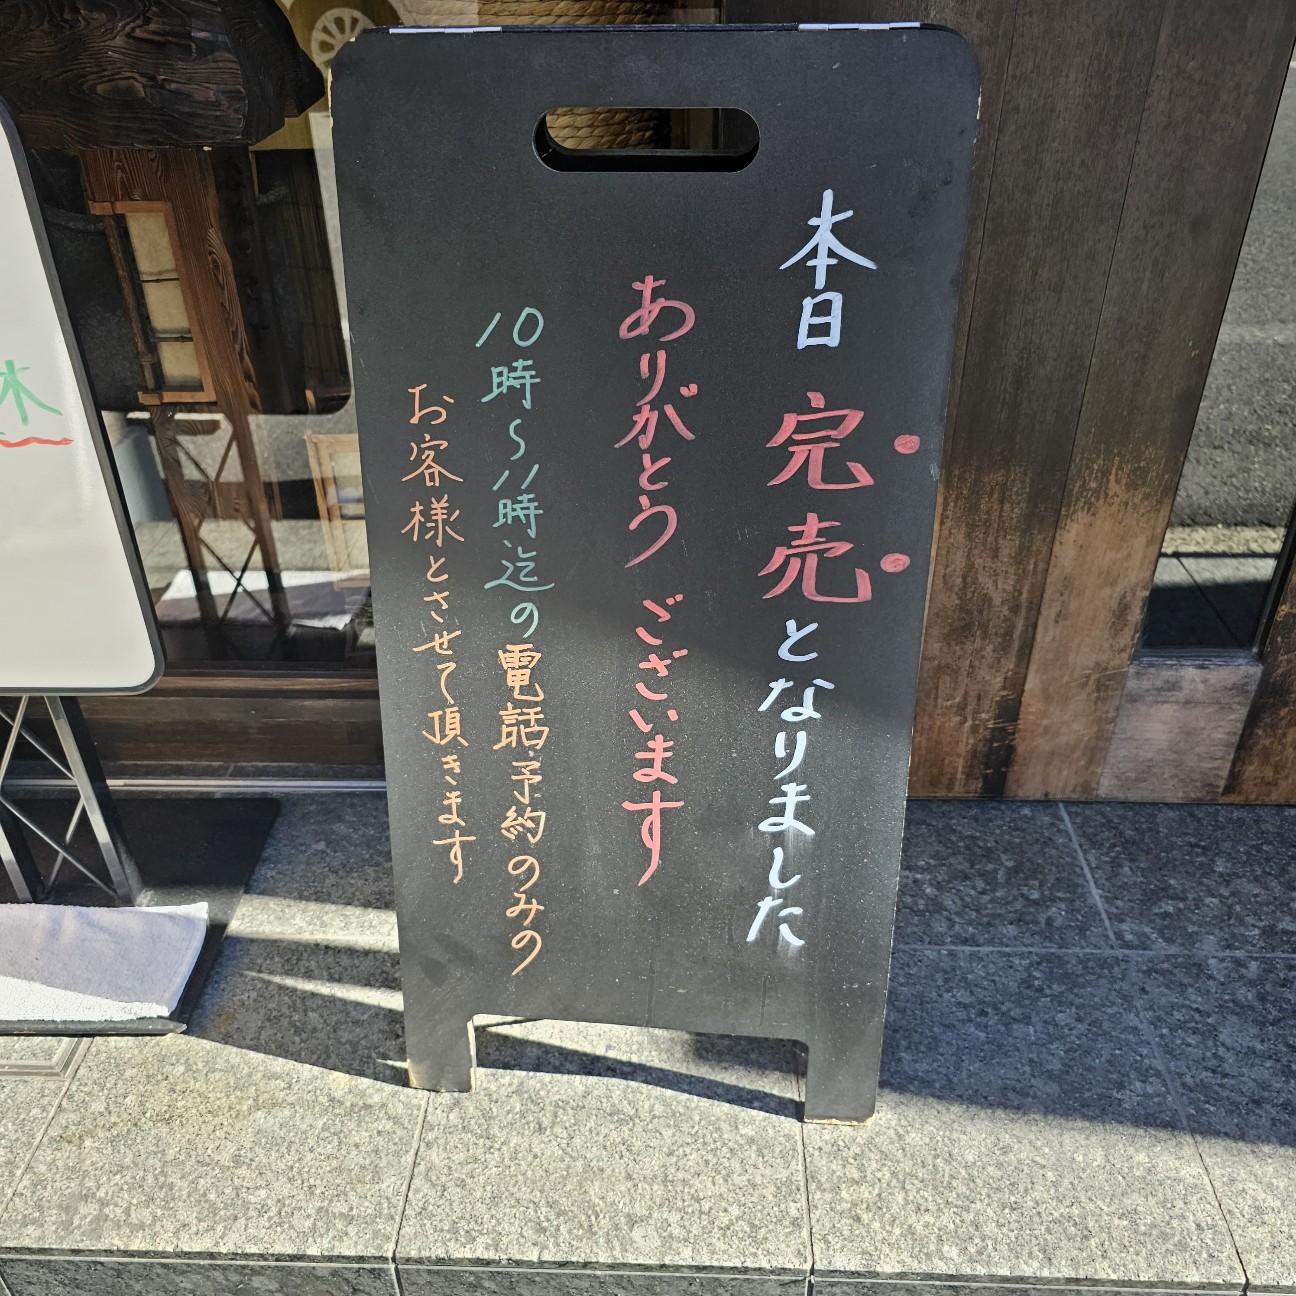 本日 完売となりました
ありがとう ございます
10時～11時迄の電話予約のみの
お客様とさせて頂きます
休